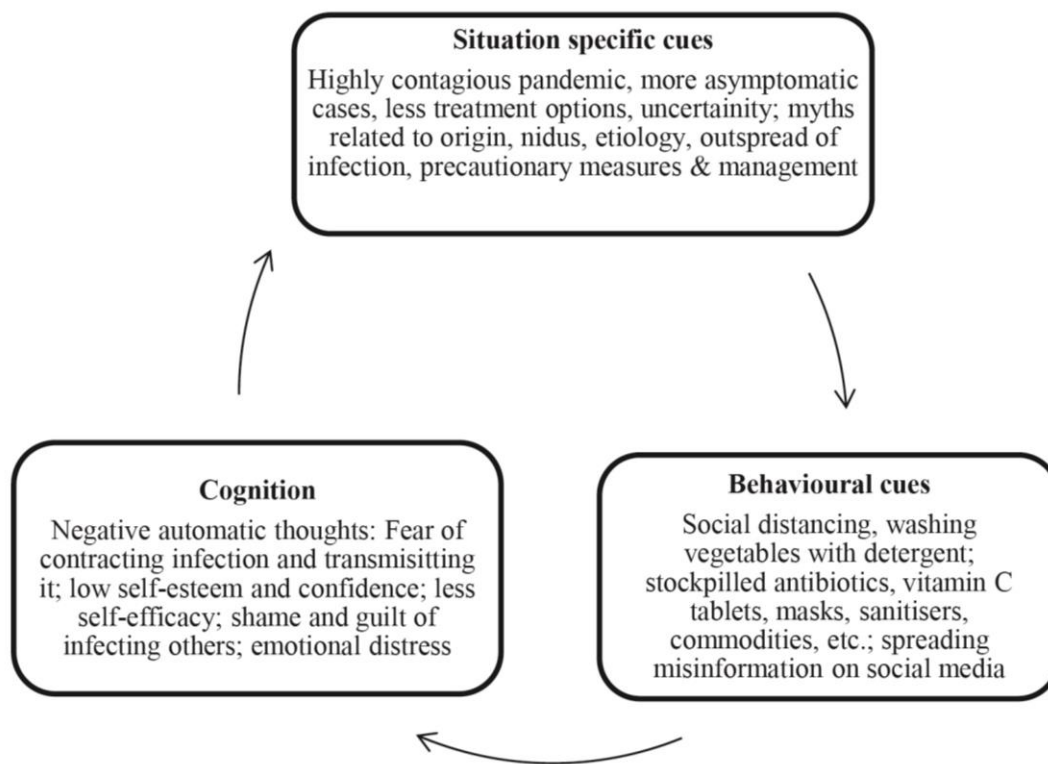 Situation specific cues
Highly contagious pandemic, more asymptomatic
cases, less treatment options, uncertainity; myths
related to origin, nidus, etiology, outspread of
infection, precautionary measures & management
Cognition
Negative automatic thoughts: Fear of
contracting infection and transmisitting
it; low self-esteem and confidence; less
self-efficacy; shame and guilt of
infecting others; emotional distress
Behavioural cues
Social distancing, washing
vegetables with detergent;
stockpilled antibiotics, vitamin C
tablets, masks, sanitisers,
commodities, etc.; spreading
misinformation on social media